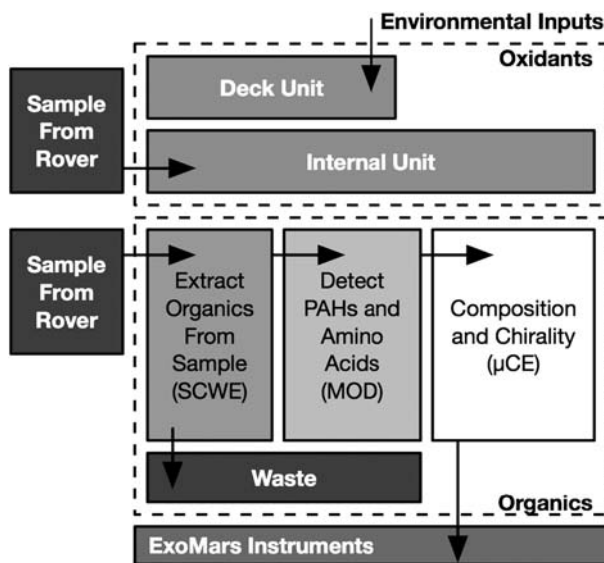 Environmental Inputs
Oxidants
Deck Unit
Sample
From
Rover
Internal Unit
Sample
From
Rover
Extract
Organics
From
Sample
(SCWE)
Detect
PAHs and
Amino
Acids
(MOD)
Composition
and Chirality
(µCE)
Waste
Organics
ExoMars Instruments